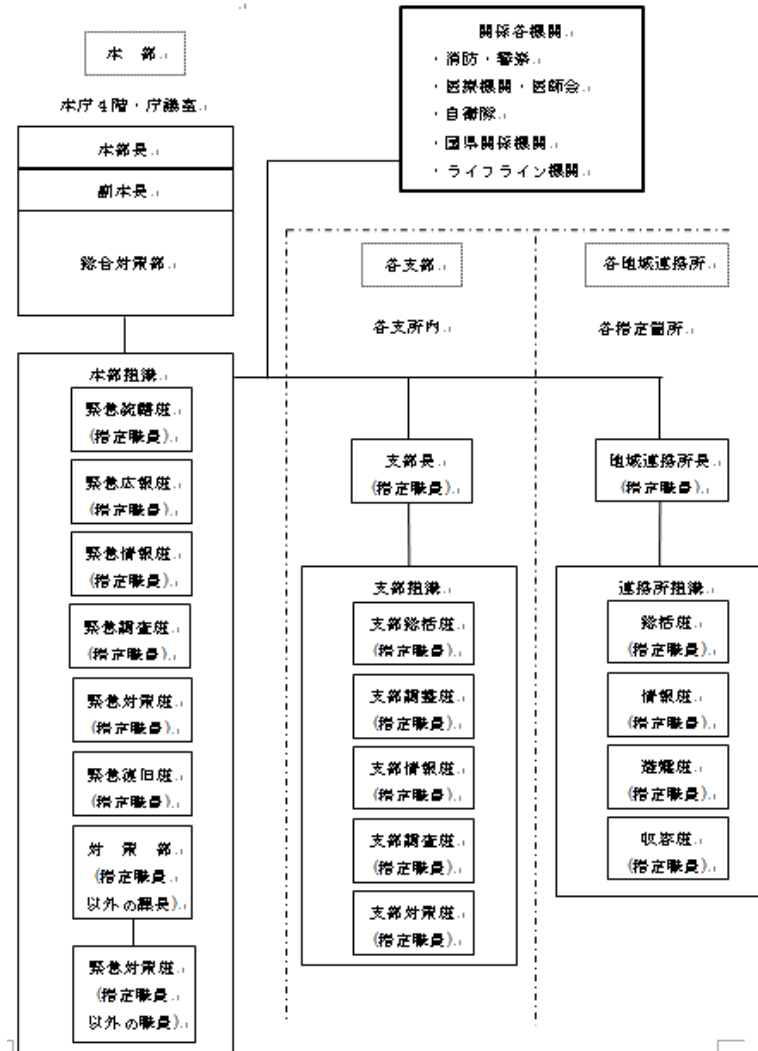 本　部
本庁４階・庁議室
本部長
副本長
総合対策部
関係各機関
・消防・警察
・医療機関・医師会
・自衛隊
・国県関係機関
・ライフライン機関
各支部
各支所内
各地域連絡所
各指定箇所
本部組織
緊急統轄班
(指定職員)
緊急広報班
(指定職員)
緊急情報班
(指定職員)
緊急調査班
(指定職員)
緊急対策班
(指定職員)
緊急復旧班
(指定職員)
対　策　部
(指定職員
以外の課長)
緊急対策班
(指定職員
以外の職員)
支部長
(指定職員)
支部組織
支部総括班
(指定職員)
支部調整班
(指定職員)
支部情報班
(指定職員)
支部調査班
(指定職員)
支部対策班
(指定職員)
地域連絡所長
(指定職員)
連絡所組織
総括班
(指定職員)
情報班
(指定職員)
避難班
(指定職員)
収容班
(指定職員)